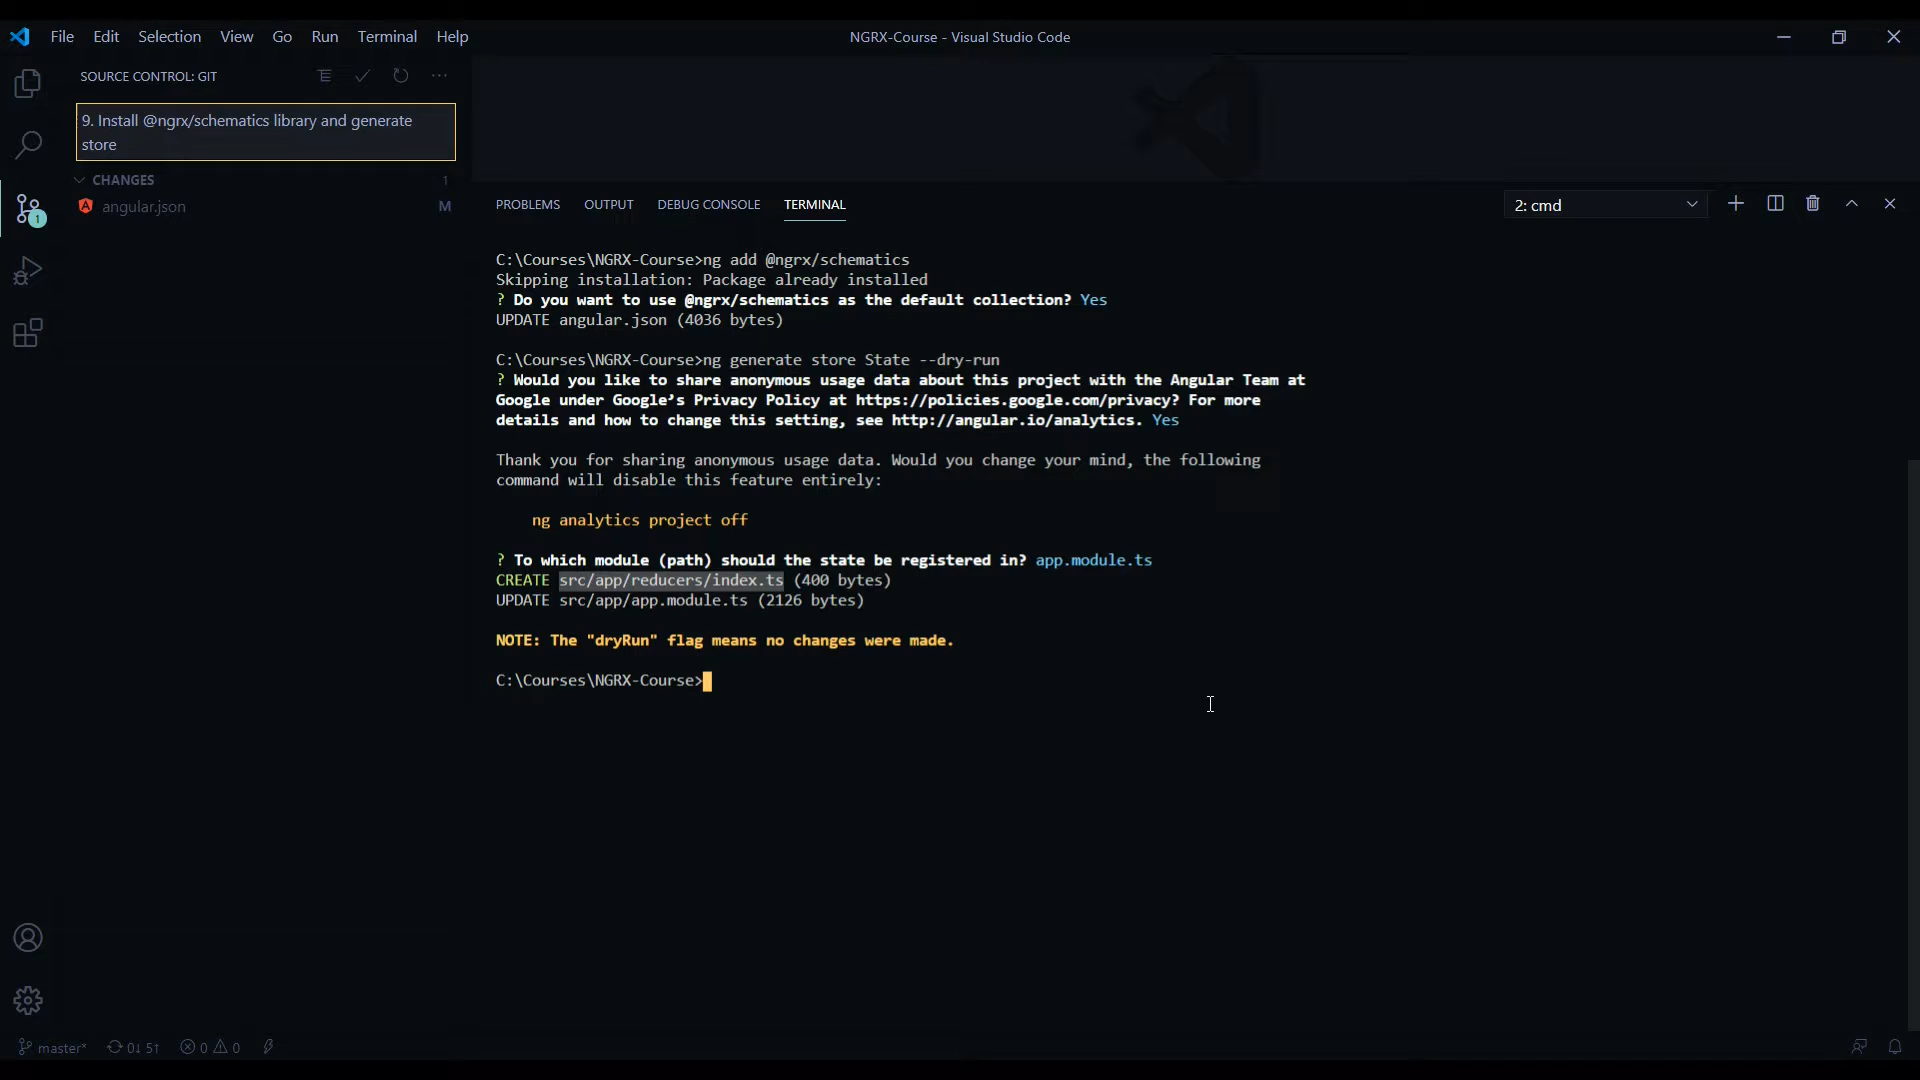 File Edit Selection View Go Run Terminal Help
NGRX-Course - Visual Studio Code
SOURCE CONTROL: GIT
9. Install @ngrx/schematics library and generate
store
CHANGES 1
angular.json M
1
PROBLEMS OUTPUT DEBUG CONSOLE TERMINAL
2: cmd
C:\Courses\NGRX-Course>ng add @ngrx/schematics
Skipping installation: Package already installed
? Do you want to use @ngrx/schematics as the default collection? Yes
UPDATE angular.json (4036 bytes)
C:\Courses\NGRX-Course>ng generate store State --dry-run
? Would you like to share anonymous usage data about this project with the Angular Team at
Google under Google’s Privacy Policy at https://policies.google.com/privacy? For more
details and how to change this setting, see http://angular.io/analytics. Yes
Thank you for sharing anonymous usage data. Would you change your mind, the following
command will disable this feature entirely:
ng analytics project off
? To which module (path) should the state be registered in? app.module.ts
CREATE src/app/reducers/index.ts (400 bytes)
UPDATE src/app/app.module.ts (2126 bytes)
NOTE: The "dryRun" flag means no changes were made.
C:\Courses\NGRX-Course>
master* 0↓ 5↑ 0 0